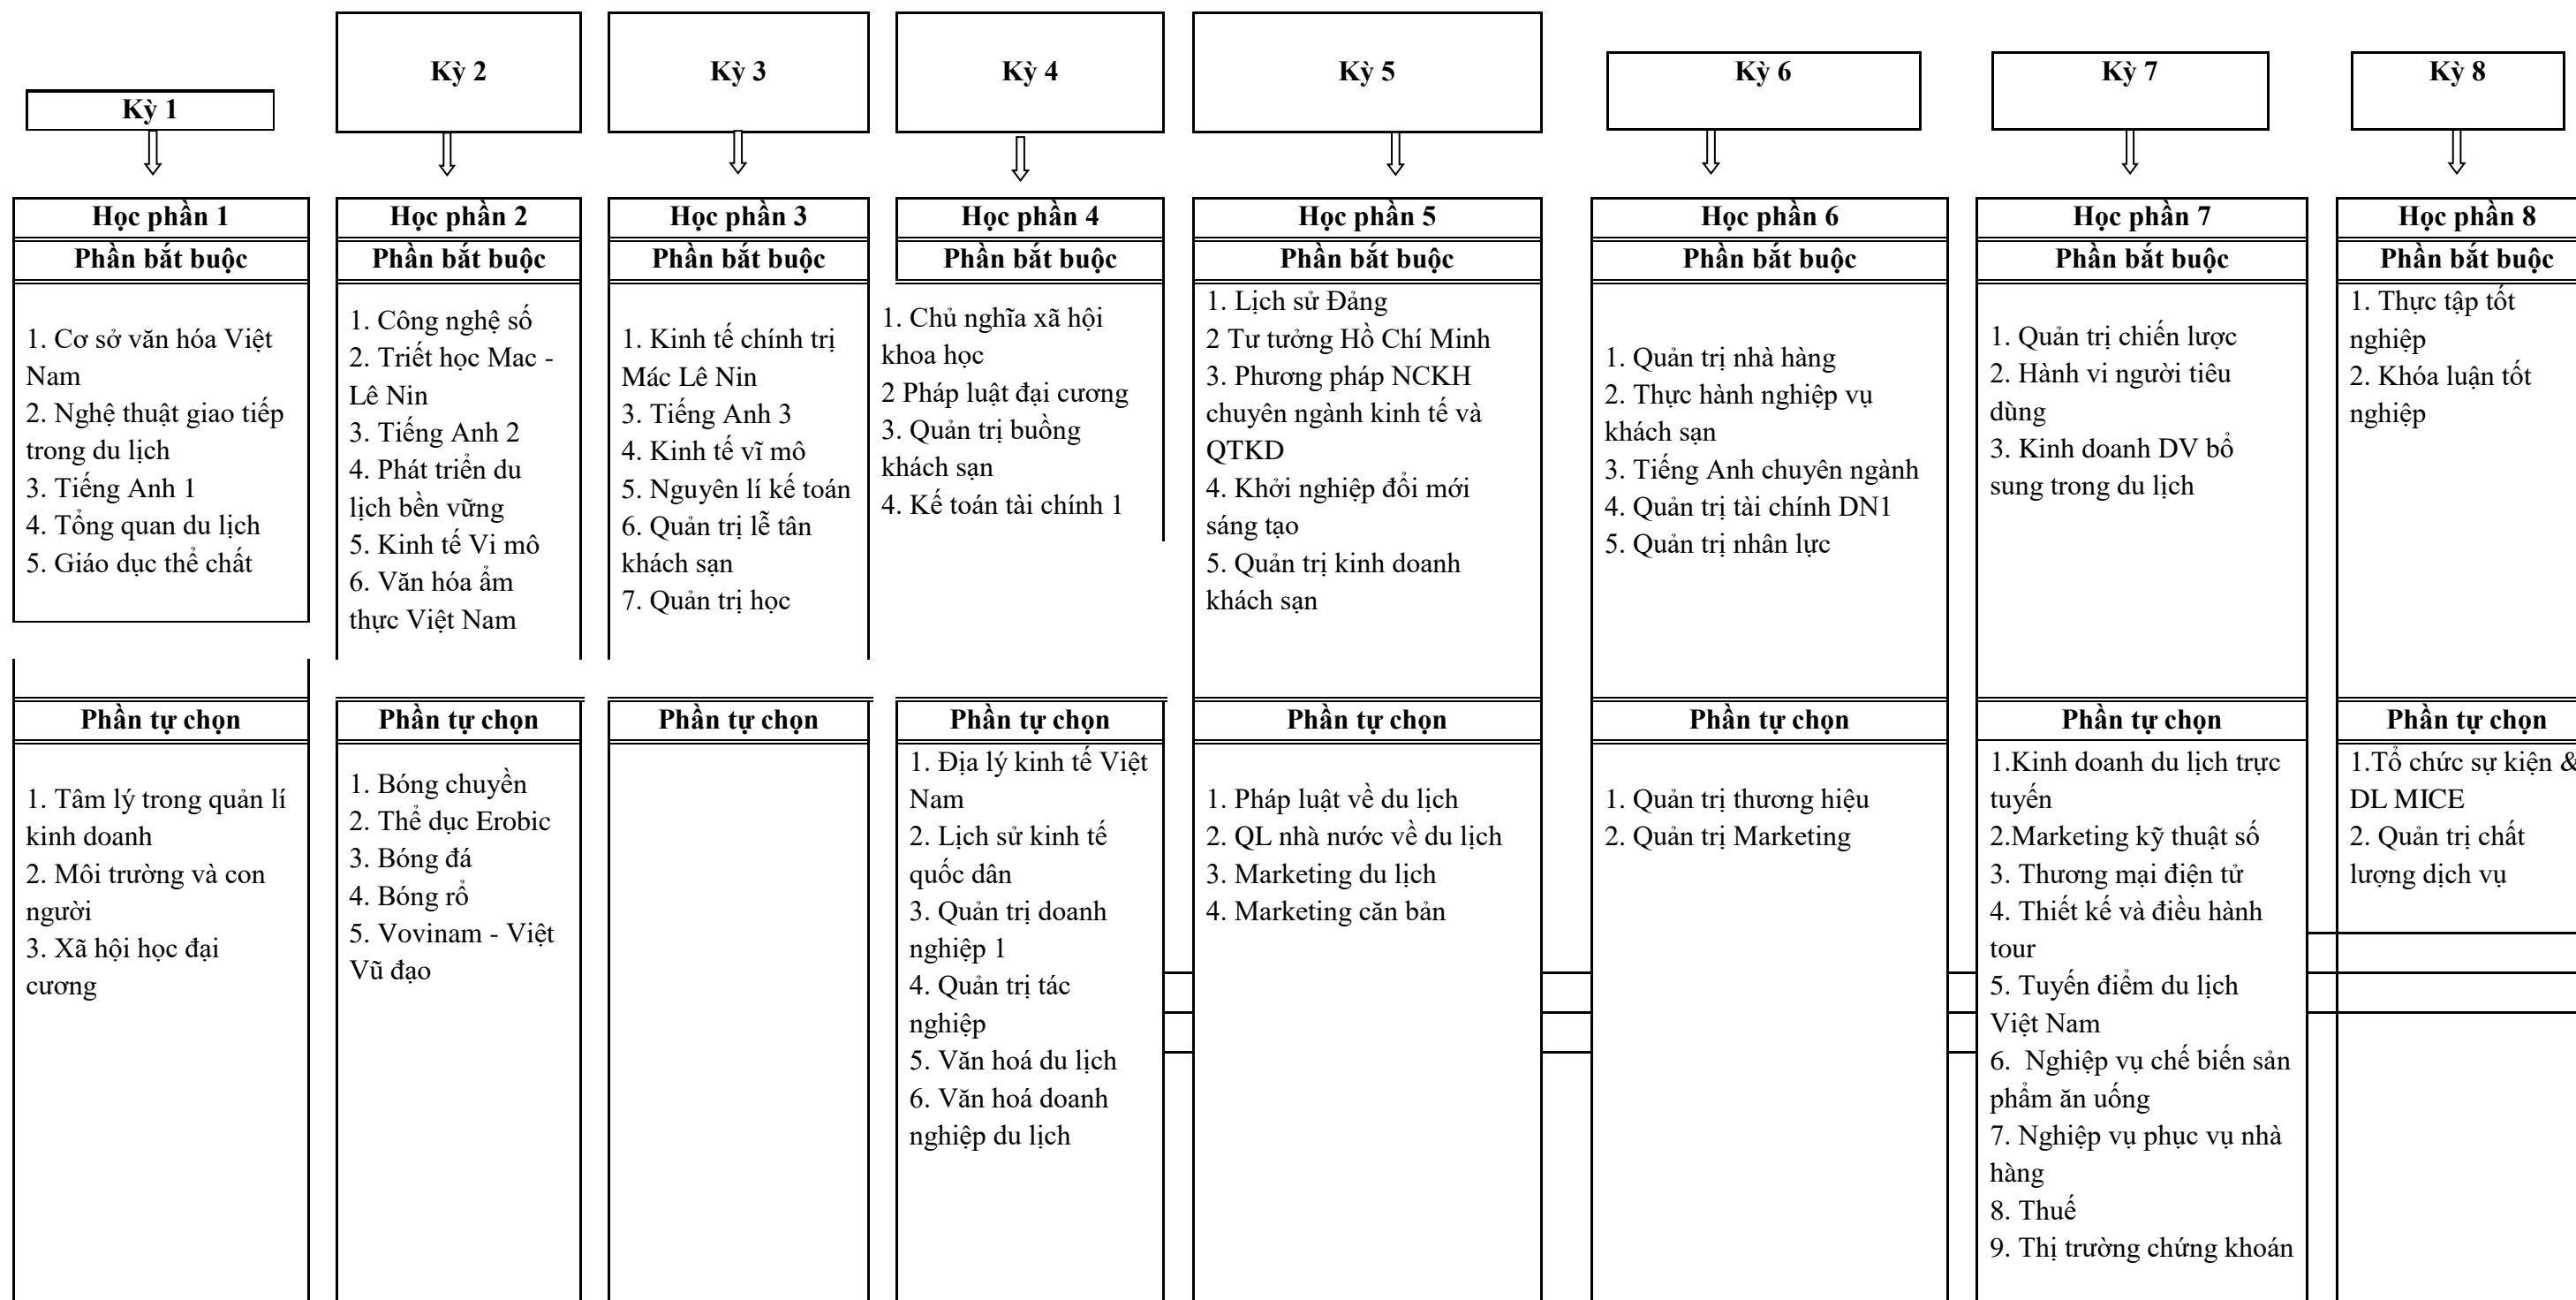 Kỳ 1
Kỳ 2
Kỳ 3
Kỳ 4
Kỳ 5
Kỳ 6
Kỳ 7
Kỳ 8
Học phần 1
Phần bắt buộc
1. Cơ sở văn hóa Việt
Nam
2. Nghệ thuật giao tiếp
trong du lịch
3. Tiếng Anh 1
4. Tổng quan du lịch
5. Giáo dục thể chất
Phần tự chọn
1. Tâm lý trong quản lí
kinh doanh
2. Môi trường và con
người
3. Xã hội học đại
cương
Học phần 2
Phần bắt buộc
1. Công nghệ số
2. Triết học Mac -
Lê Nin
3. Tiếng Anh 2
4. Phát triển du
lịch bền vững
5. Kinh tế Vi mô
6. Văn hóa ẩm
thực Việt Nam
Phần tự chọn
1. Bóng chuyền
2. Thể dục Erobic
3. Bóng đá
4. Bóng rổ
5. Vovinam - Việt
Vũ đạo
Học phần 3
Phần bắt buộc
1. Kinh tế chính trị
Mác Lê Nin
3. Tiếng Anh 3
4. Kinh tế vĩ mô
5. Nguyên lí kế toán
6. Quản trị lễ tân
khách sạn
7. Quản trị học
Phần tự chọn
Học phần 4
Phần bắt buộc
1. Chủ nghĩa xã hội
khoa học
2 Pháp luật đại cương
3. Quản trị buồng
khách sạn
4. Kế toán tài chính 1
Phần tự chọn
1. Địa lý kinh tế Việt
Nam
2. Lịch sử kinh tế
quốc dân
3. Quản trị doanh
nghiệp 1
4. Quản trị tác
nghiệp
5. Văn hoá du lịch
6. Văn hoá doanh
nghiệp du lịch
Học phần 5
Phần bắt buộc
1. Lịch sử Đảng
2 Tư tưởng Hồ Chí Minh
3. Phương pháp NCKH
chuyên ngành kinh tế và
QTKD
4. Khởi nghiệp đổi mới
sáng tạo
5. Quản trị kinh doanh
khách sạn
Phần tự chọn
1. Pháp luật về du lịch
2. QL nhà nước về du lịch
3. Marketing du lịch
4. Marketing căn bản
Học phần 6
Phần bắt buộc
1. Quản trị nhà hàng
2. Thực hành nghiệp vụ
khách sạn
3. Tiếng Anh chuyên ngành
4. Quản trị tài chính DN1
5. Quản trị nhân lực
Phần tự chọn
1. Quản trị thương hiệu
2. Quản trị Marketing
Học phần 7
Phần bắt buộc
1. Quản trị chiến lược
2. Hành vi người tiêu
dùng
3. Kinh doanh DV bổ
sung trong du lịch
Phần tự chọn
1.Kinh doanh du lịch trực
tuyến
2.Marketing kỹ thuật số
3. Thương mại điện tử
4. Thiết kế và điều hành
tour
5. Tuyến điểm du lịch
Việt Nam
6. Nghiệp vụ chế biến sản
phẩm ăn uống
7. Nghiệp vụ phục vụ nhà
hàng
8. Thuế
9. Thị trường chứng khoán
Học phần 8
Phần bắt buộc
1. Thực tập tốt
nghiệp
2. Khóa luận tốt
nghiệp
Phần tự chọn
1.Tổ chức sự kiện &
DL MICE
2. Quản trị chất
lượng dịch vụ